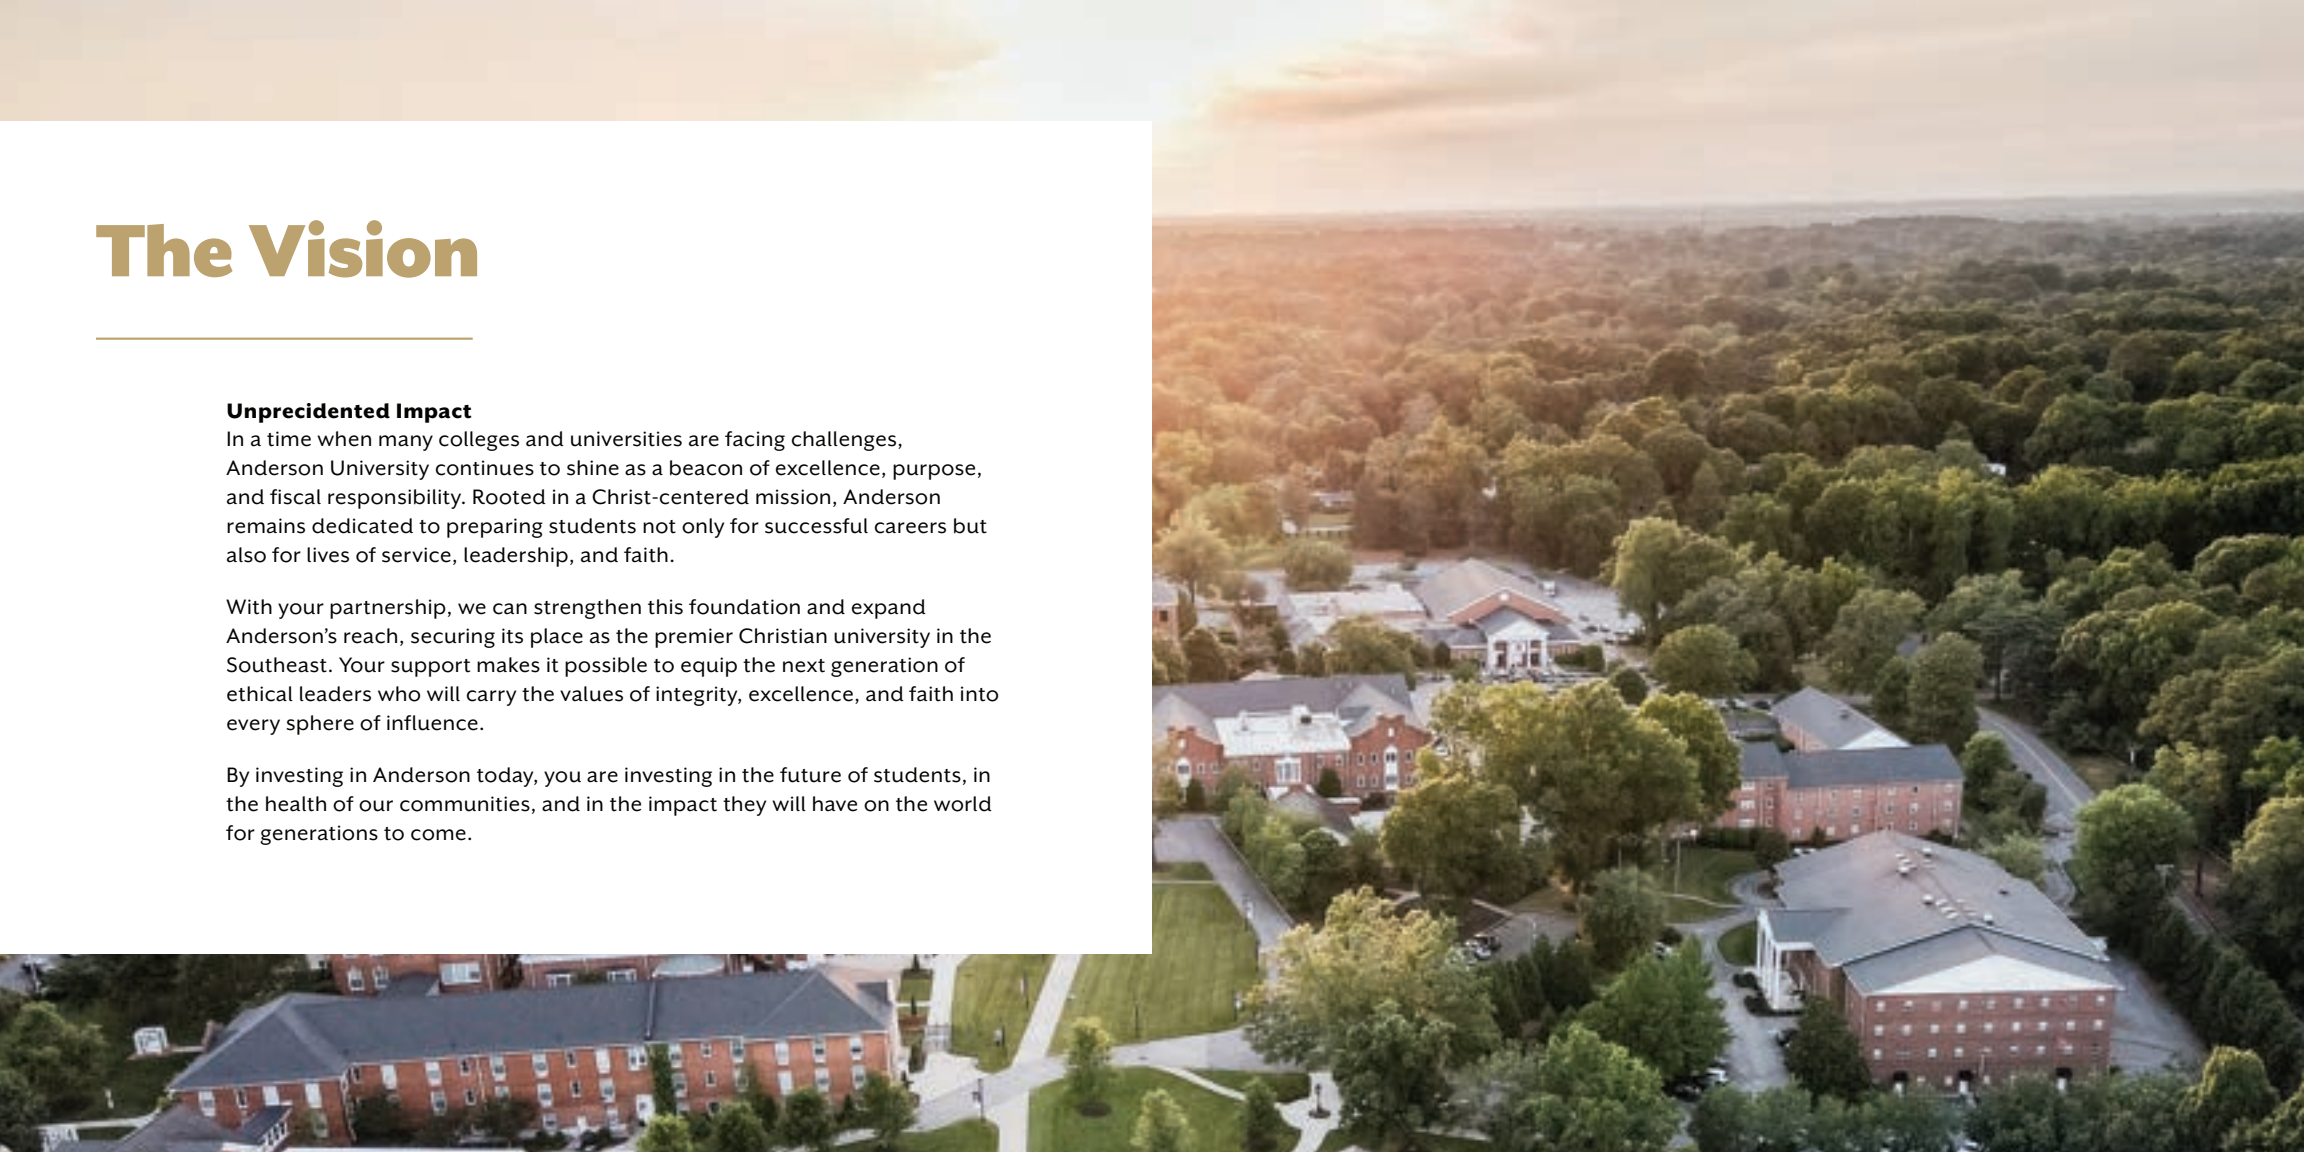 The Vision
Unprecidented Impact
In a time when many colleges and universities are facing challenges,
Anderson University continues to shine as a beacon of excellence, purpose,
and fiscal responsibility. Rooted in a Christ-centered mission, Anderson
remains dedicated to preparing students not only for successful careers but
also for lives of service, leadership, and faith.
With your partnership, we can strengthen this foundation and expand
Anderson’s reach, securing its place as the premier Christian university in the
Southeast. Your support makes it possible to equip the next generation of
ethical leaders who will carry the values of integrity, excellence, and faith into
every sphere of influence.
By investing in Anderson today, you are investing in the future of students, in
the health of our communities, and in the impact they will have on the world
for generations to come.